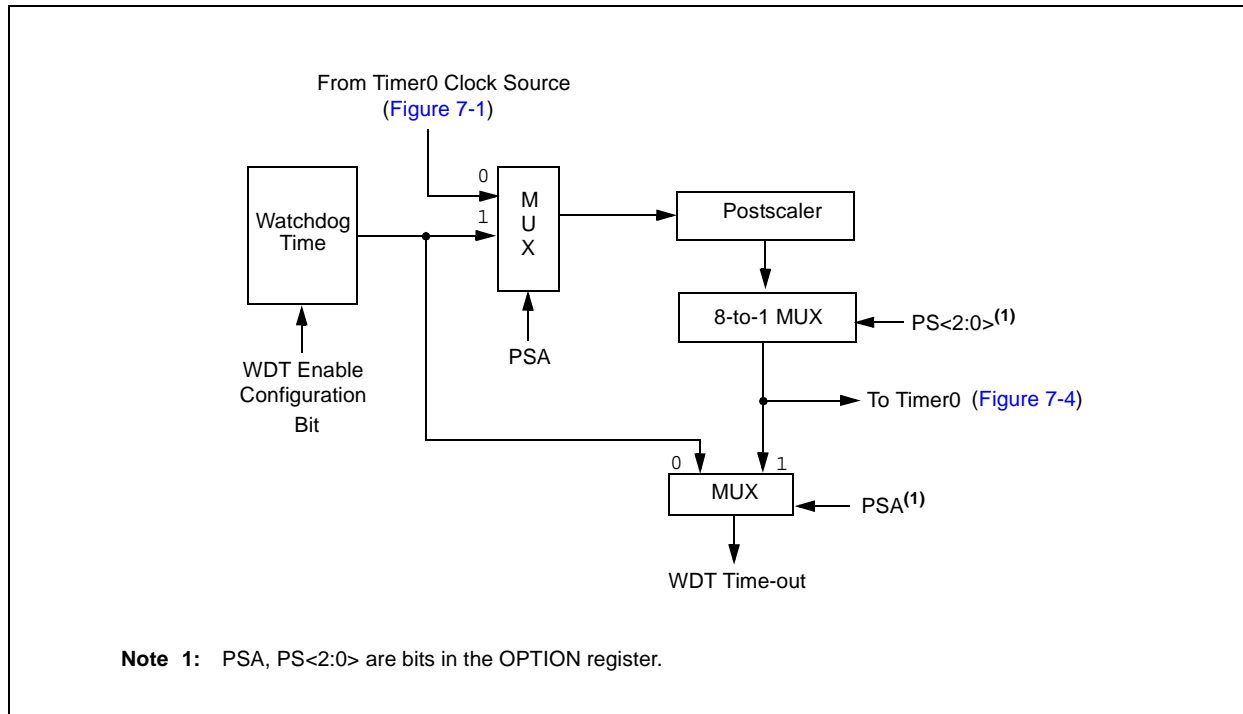 From Timer0 Clock Source
(Figure 7-1)
0
1
M
U
X
Watchdog
Time
Postscaler
8-to-1 MUX
PS<2:0>(1)
PSA
WDT Enable
Configuration
Bit
To Timer0 (Figure 7-4)
0
1
MUX
PSA(1)
WDT Time-out
Note 1: PSA, PS<2:0> are bits in the OPTION register.